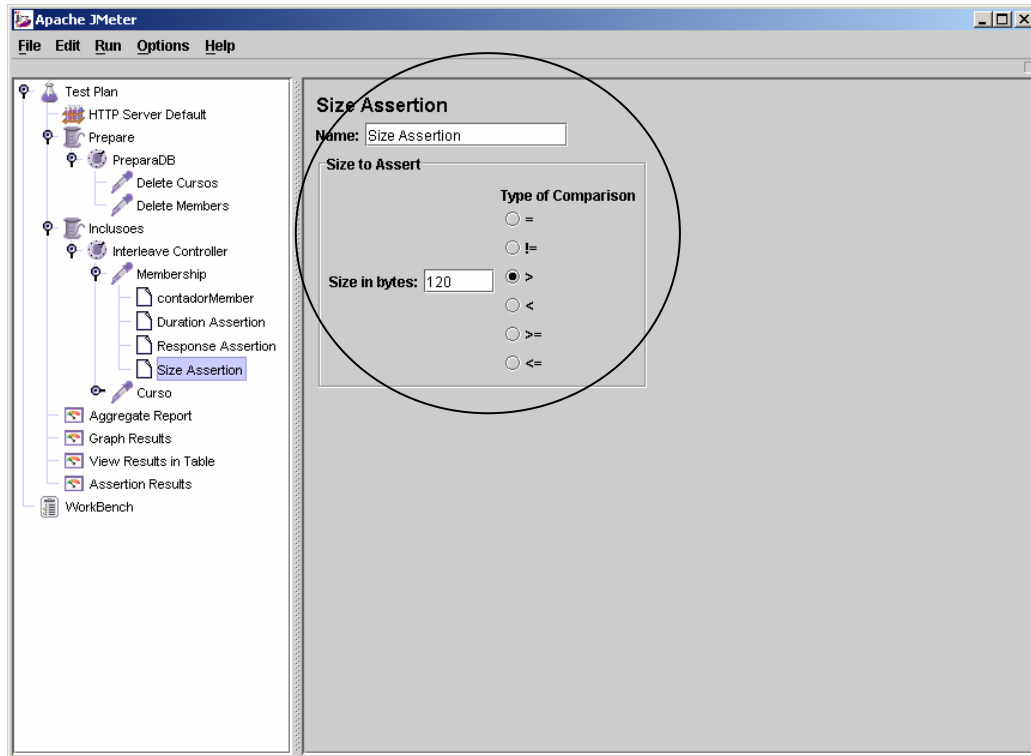 Apache JMeter
File Edit Run Options Help
Test Plan
HTTP Server Default
Prepare
PreparaDB
Delete Cursos
Delete Members
Inclusoes
Interleave Controller
Membership
contadorMember
Duration Assertion
Response Assertion
Size Assertion
Curso
Aggregate Report
Graph Results
View Results in Table
Assertion Results
WorkBench
Size Assertion
Name: Size Assertion
Size to Assert
Type of Comparison
=
!=
Size in bytes: 120 >
<
>=
<=